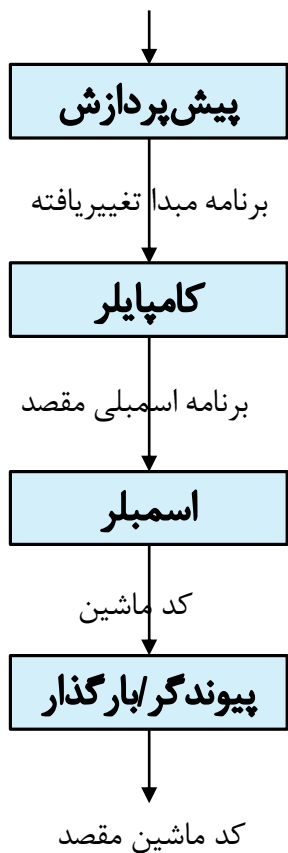 پیش‌پردازش
برنامه مبدا تغییریافته
کامپایلر
برنامه اسمبلی مقصد
اسمبلر
کد ماشین
پیوندگر/بارگذار
کد ماشین مقصد